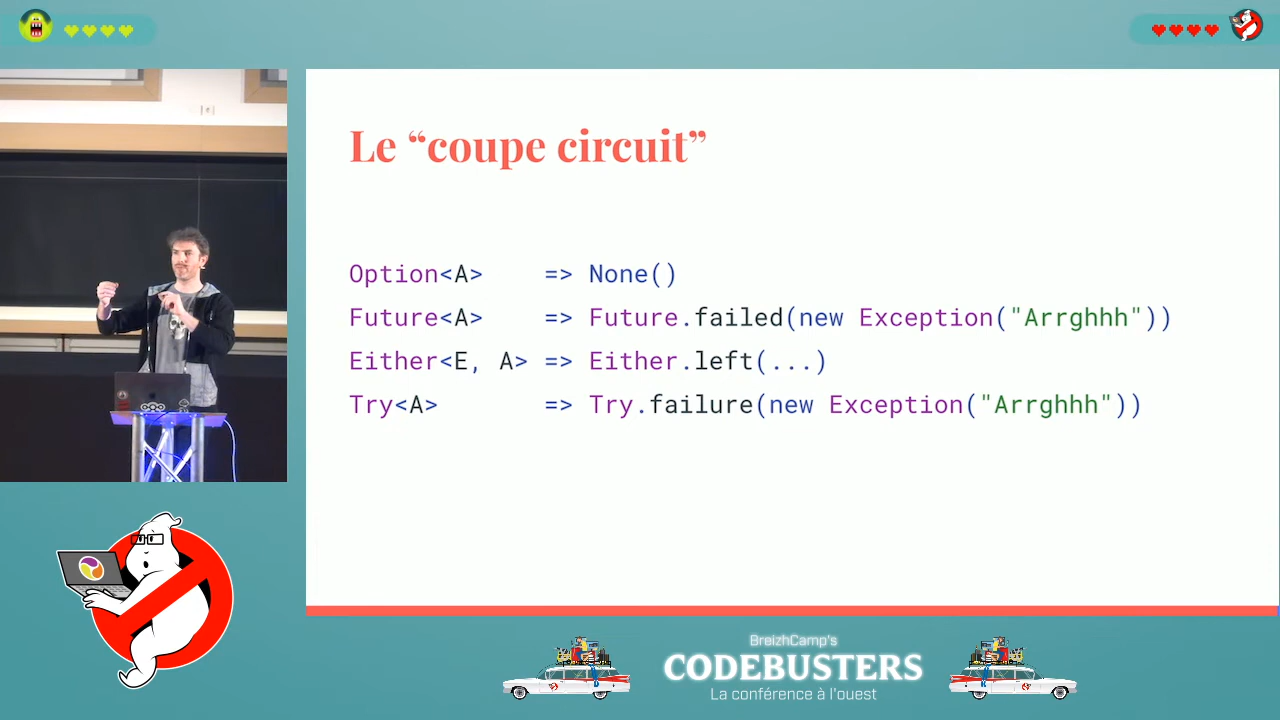 Le “coupe circuit”
Option<A> => None()
Future<A> => Future.failed(new Exception("Arrghhh"))
Either<E, A> => Either.left(...)
Try<A> => Try.failure(new Exception("Arrghhh"))
BreizhCamp's
CODEBUSTERS
La conférence à l'ouest